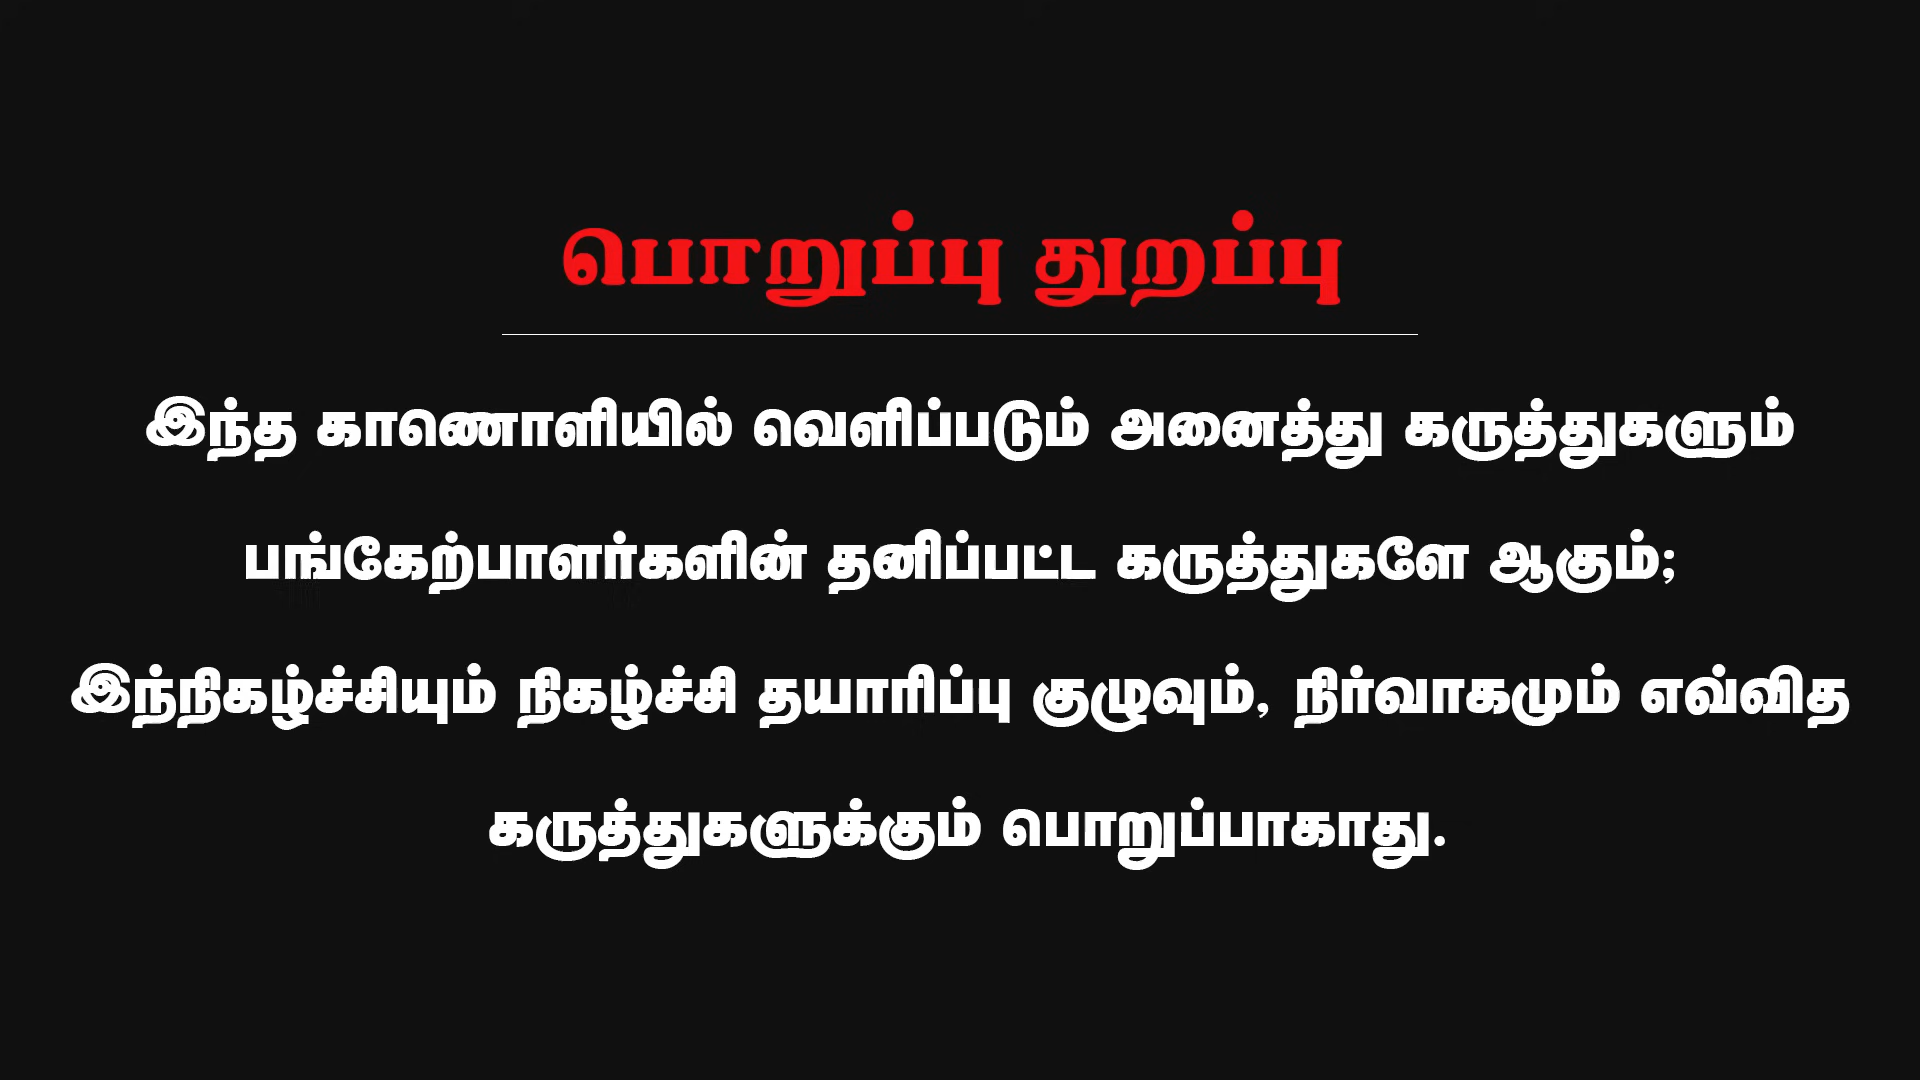 பொறுப்பு துறப்பு
இந்த காணொளியில் வெளிப்படும் அனைத்து கருத்துகளும்
பங்கேற்பாளர்களின் தனிப்பட்ட கருத்துகளே ஆகும்;
இந்நிகழ்ச்சியும் நிகழ்ச்சி தயாரிப்பு குழுவும், நிர்வாகமும் எவ்வித
கருத்துகளுக்கும் பொறுப்பாகாது.